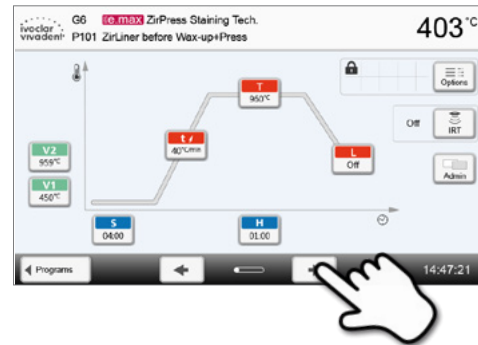 ivoclar vivadent G6 IPS e.max ZirPress Staining Tech. 403 °C
P101 ZirLiner before Wax-up+Press
T
960°C
Options
Off
IRT
t
40°C/min
V2
959°C
L
Off
Admin
V1
450°C
S
04:00
H
01:00
Programs
14:47:21